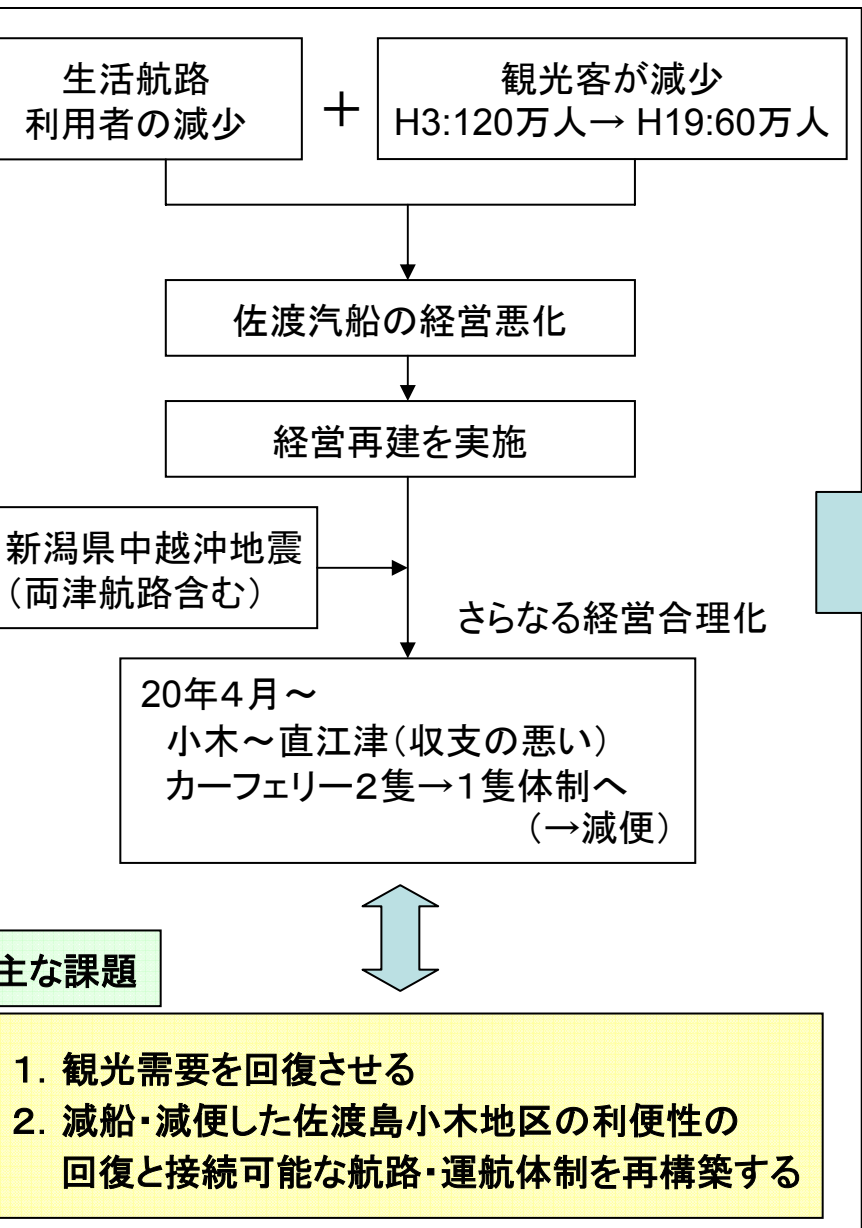 生活航路
利用者の減少
＋
観光客が減少
H3:120万人→ H19:60万人
佐渡汽船の経営悪化
経営再建を実施
新潟県中越沖地震
（両津航路含む）
さらなる経営合理化
20年４月～
小木～直江津（収支の悪い）
カーフェリー２隻→１隻体制へ
（→減便）
主な課題
１．観光需要を回復させる
２．減船・減便した佐渡島小木地区の利便性の
回復と接続可能な航路・運航体制を再構築する